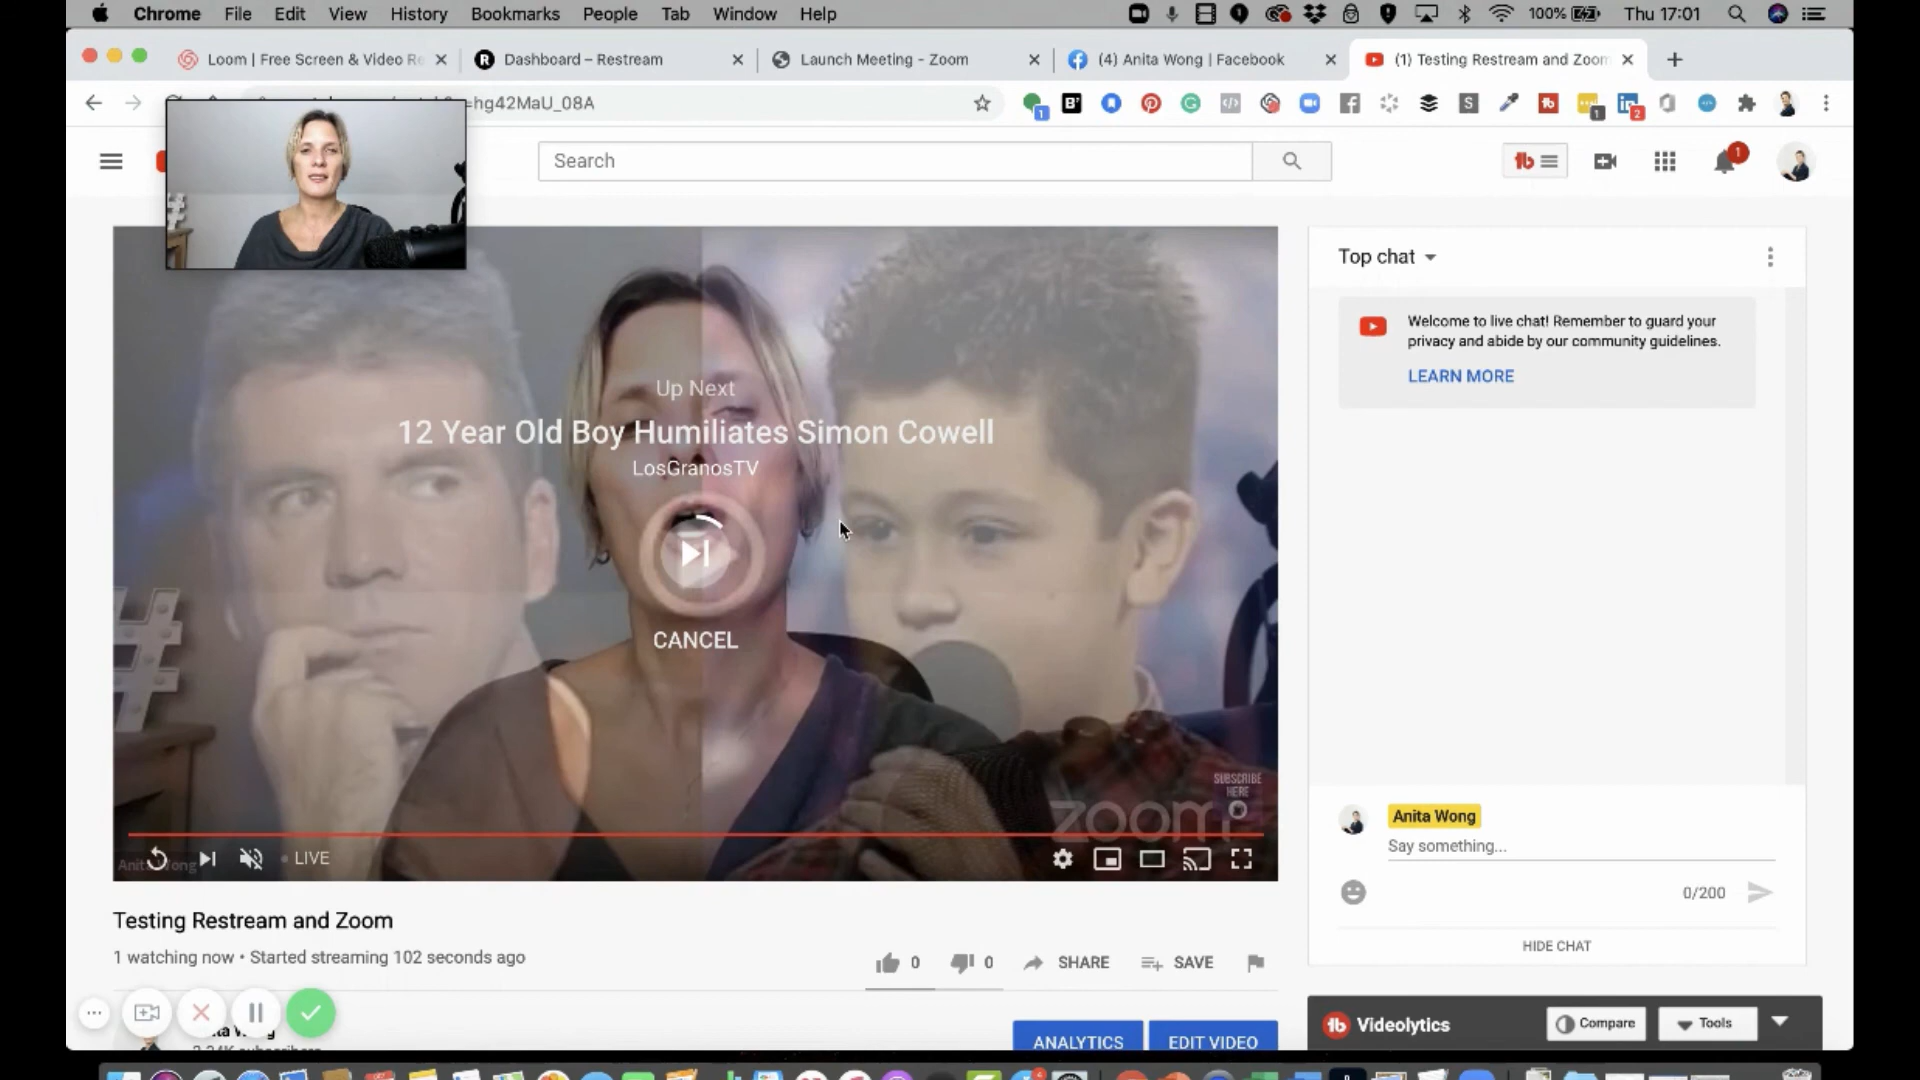 Chrome File Edit View History Bookmarks People Tab Window Help
100% Thu 17:01
Loom | Free Screen & Video Re
Dashboard – Restream
Launch Meeting - Zoom
(4) Anita Wong | Facebook
(1) Testing Restream and Zoom
=hg42MaU_08A
Search
1
Top chat
Welcome to live chat! Remember to guard your
privacy and abide by our community guidelines.
LEARN MORE
Up Next
12 Year Old Boy Humiliates Simon Cowell
LosGranosTV
CANCEL
SUBSCRIBE
HERE
zoom
Anita Wong
LIVE
Anita Wong
Say something...
0/200
HIDE CHAT
Testing Restream and Zoom
1 watching now • Started streaming 102 seconds ago
0 0 SHARE SAVE
ANALYTICS EDIT VIDEO
Videolytics Compare Tools